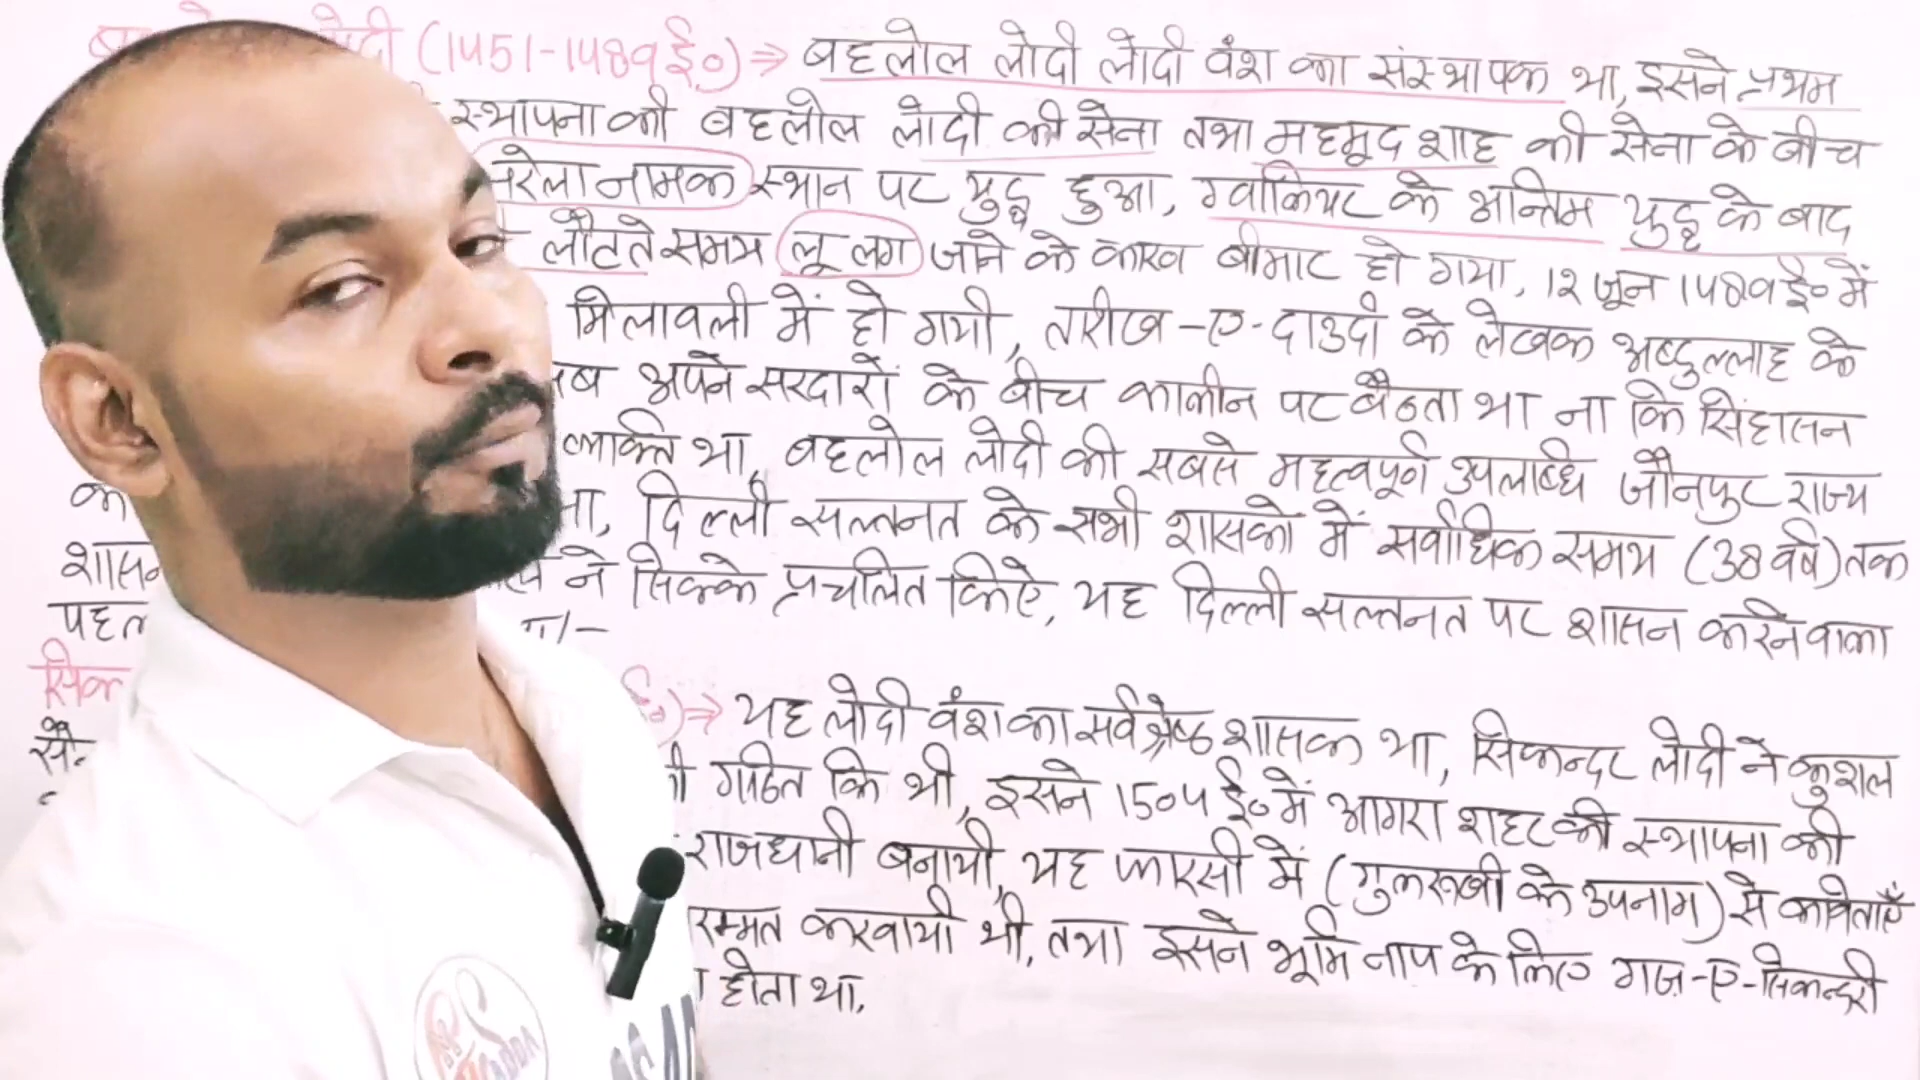 (1451-1489ई०) ⇒ बहलोल लोदी लोदी वंश का संस्थापक था, इसने प्रथम
स्थापना की बहलोल लोदी की सेना तथा महमूद शाह की सेना के बीच
नरेला नामक स्थान पर युद्ध हुआ, ग्वालियर के अन्तिम युद्ध के बाद
लौटते समय लू लग जाने के कारण बीमार हो गया, 12 जून 1489ई० में
मिलावली में हो गयी, तारीख-ए-दाउदी के लेखक अब्दुल्लाह के
अपने सरदारों के बीच कालीन पर बैठता था ना कि सिंहासन
था, बहलोल लोदी की सबसे महत्वपूर्ण उपलब्धि जौनपुर राज्य
का दिल्ली सल्तनत के सभी शासकों में सर्वाधिक समय (38 वर्ष) तक
शासन ने सिक्के प्रचलित किऐ, यह दिल्ली सल्तनत पर शासन करने वाला
पहला
→ यह लोदी वंश का सर्वश्रेष्ठ शासक था, सिकन्दर लोदी ने कुशल
गठित कि थी, इसने 1504 ई० में आगरा शहर की स्थापना की
राजधानी बनायी, यह फारसी में (गुलरूखी के उपनाम) से कविताएँ
करवायी थी, तथा इसने भूमि नाप के लिए गज-ए-सिकन्दरी
होता था,